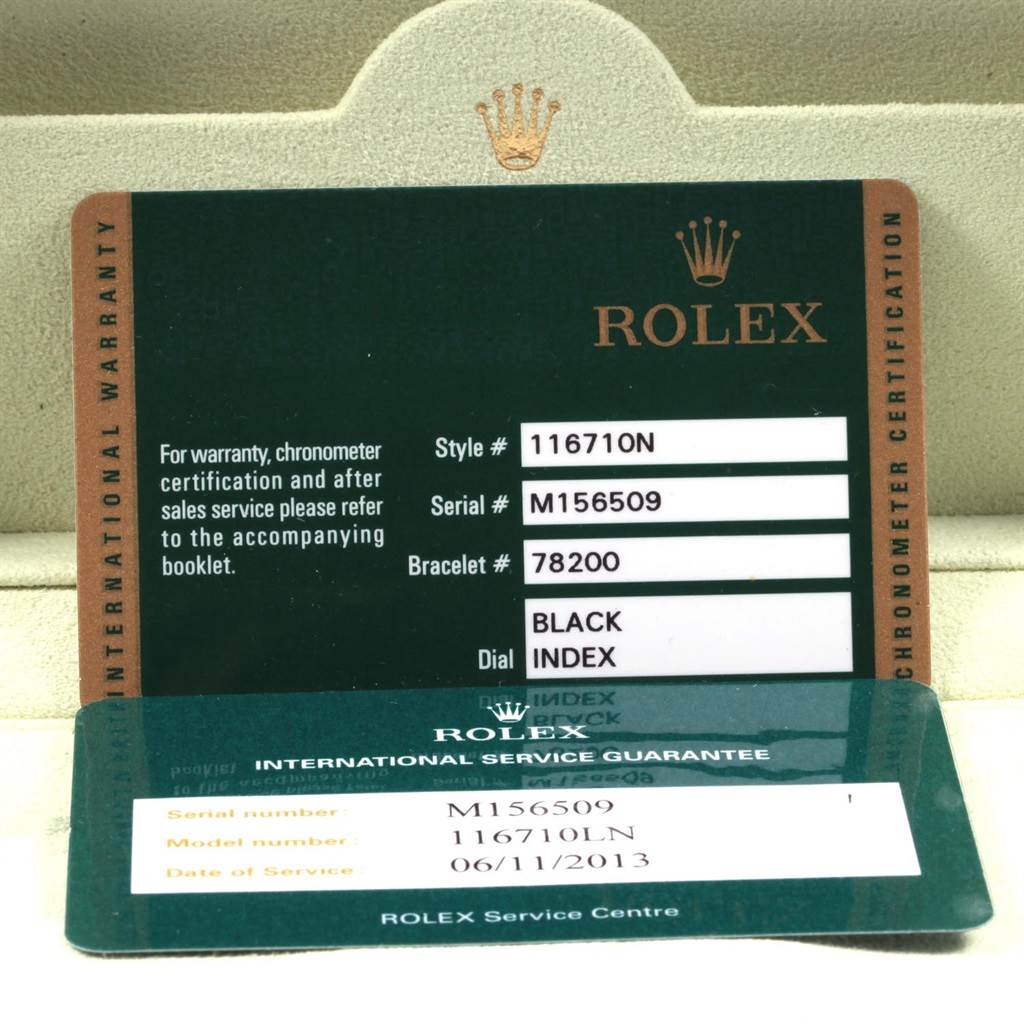 INTERNATIONAL WARRANTY
ROLEX
CHRONOMETER CERTIFICATION
For warranty, chronometer
certification and after
sales service please refer
to the accompanying
booklet.
Style # 116710N
Serial # M156509
Bracelet # 78200
BLACK
Dial INDEX
ROLEX
INTERNATIONAL SERVICE GUARANTEE
Serial number: M156509
Model number: 116710LN
Date of Service: 06/11/2013
ROLEX Service Centre